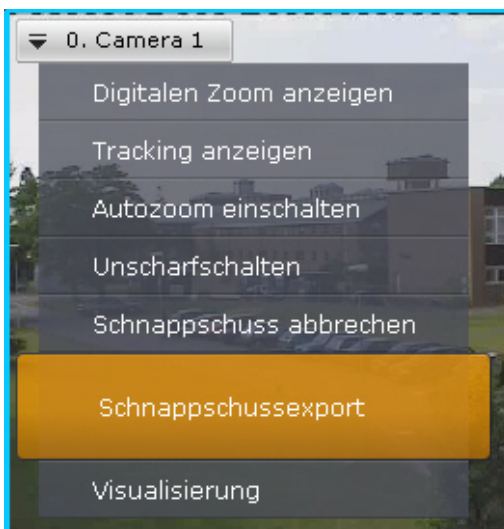 0. Camera 1
Digitalen Zoom anzeigen
Tracking anzeigen
Autozoom einschalten
Unscharfschalten
Schnappschuss abbrechen
Schnappschussexport
Visualisierung